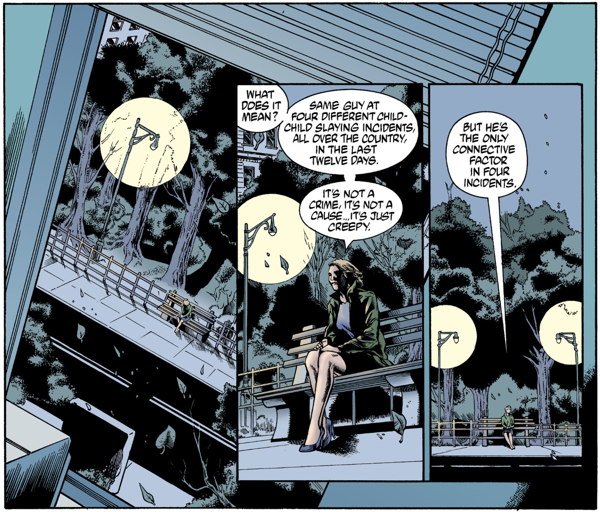 WHAT
DOES IT
MEAN?
SAME GUY AT
FOUR DIFFERENT CHILD-
CHILD SLAYING INCIDENTS,
ALL OVER THE COUNTRY,
IN THE LAST
TWELVE DAYS.
IT'S NOT A
CRIME, IT'S NOT A
CAUSE...IT'S JUST
CREEPY.
BUT HE'S
THE ONLY
CONNECTIVE
FACTOR
IN FOUR
INCIDENTS.